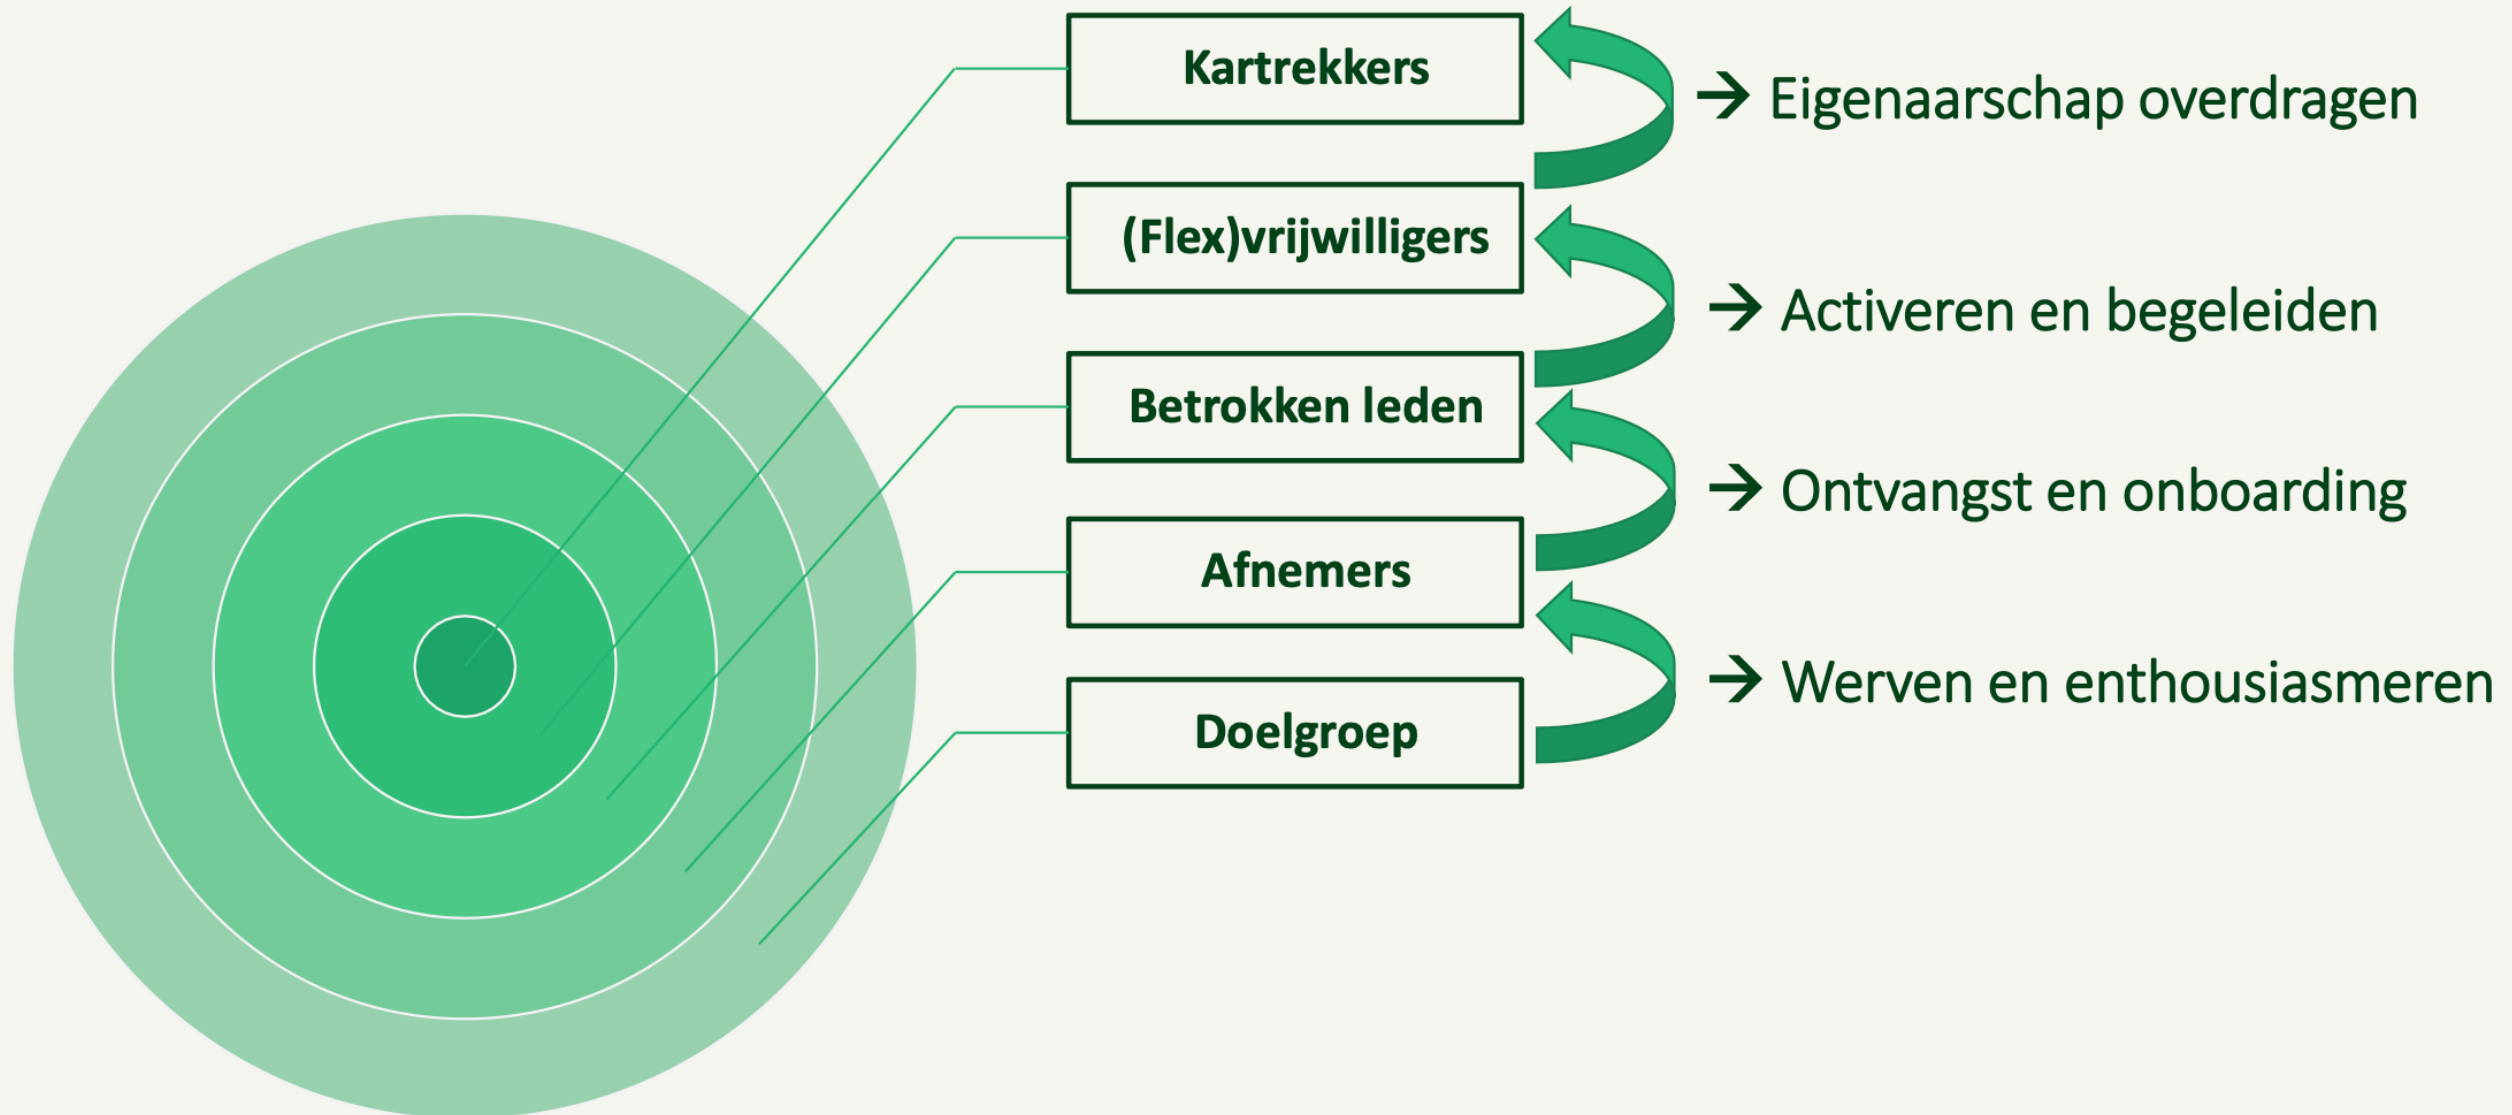 Kartrekkers
→ Eigenaarschap overdragen
(Flex)vrijwilligers
→ Activeren en begeleiden
Betrokken leden
→ Ontvangst en onboarding
Afnemers
→ Werven en enthousiasmeren
Doelgroep